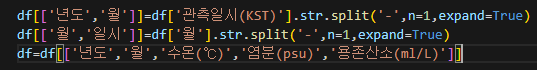 df[['년도','월']]=df['관측일시(KST)'].str.split('-',n=1,expand=True)
df[['월','일시']]=df['월'].str.split('-',n=1,expand=True)
df=df[['년도','월','수온(℃)','염분(psu)','용존산소(ml/L)']]